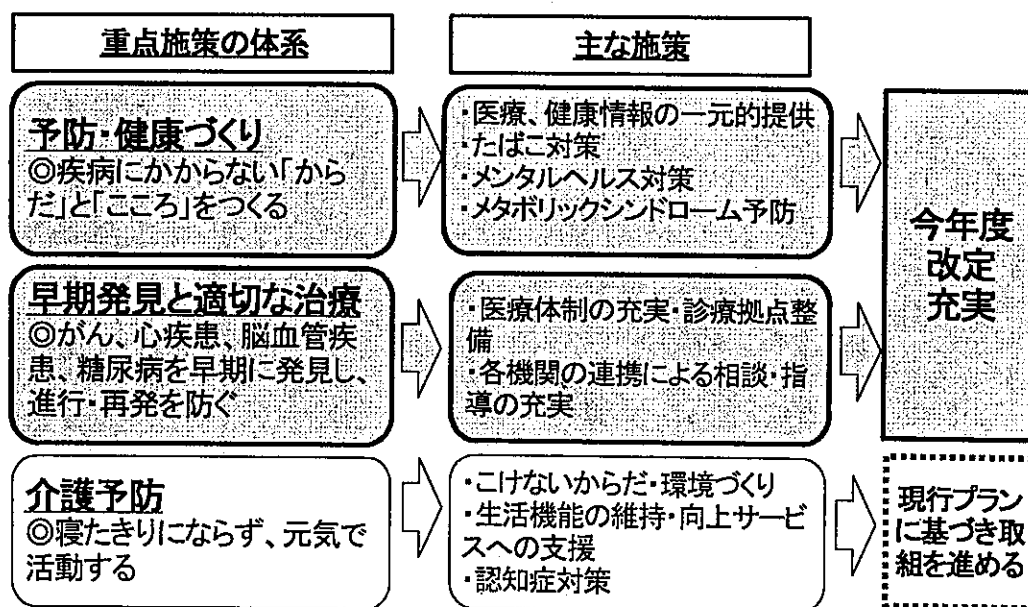 重点施策の体系
主な施策
予防・健康づくり
◎疾病にかからない「から
だ」と「こころ」をつくる
・医療、健康情報の一元的提供
・たばこ対策
・メンタルヘルス対策
・メタボリックシンドローム予防
早期発見と適切な治療
◎がん、心疾患、脳血管疾
患、糖尿病を早期に発見し、
進行・再発を防ぐ
・医療体制の充実・診療拠点整
備
・各機関の連携による相談・指
導の充実
今年度
改定
充実
介護予防
◎寝たきりにならず、元気で
活動する
・こけないからだ・環境づくり
・生活機能の維持・向上サービ
スへの支援
・認知症対策
現行プラン
に基づき取
組を進める